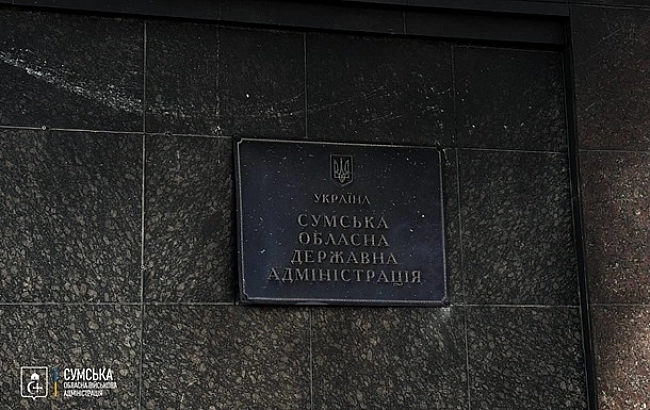 УКРАЇНА
СУМСЬКА
ОБЛАСНА
ДЕРЖАВНА
АДМІНІСТРАЦІЯ
СУМСЬКА
ОБЛАСНА ВІЙСЬКОВА
АДМІНІСТРАЦІЯ